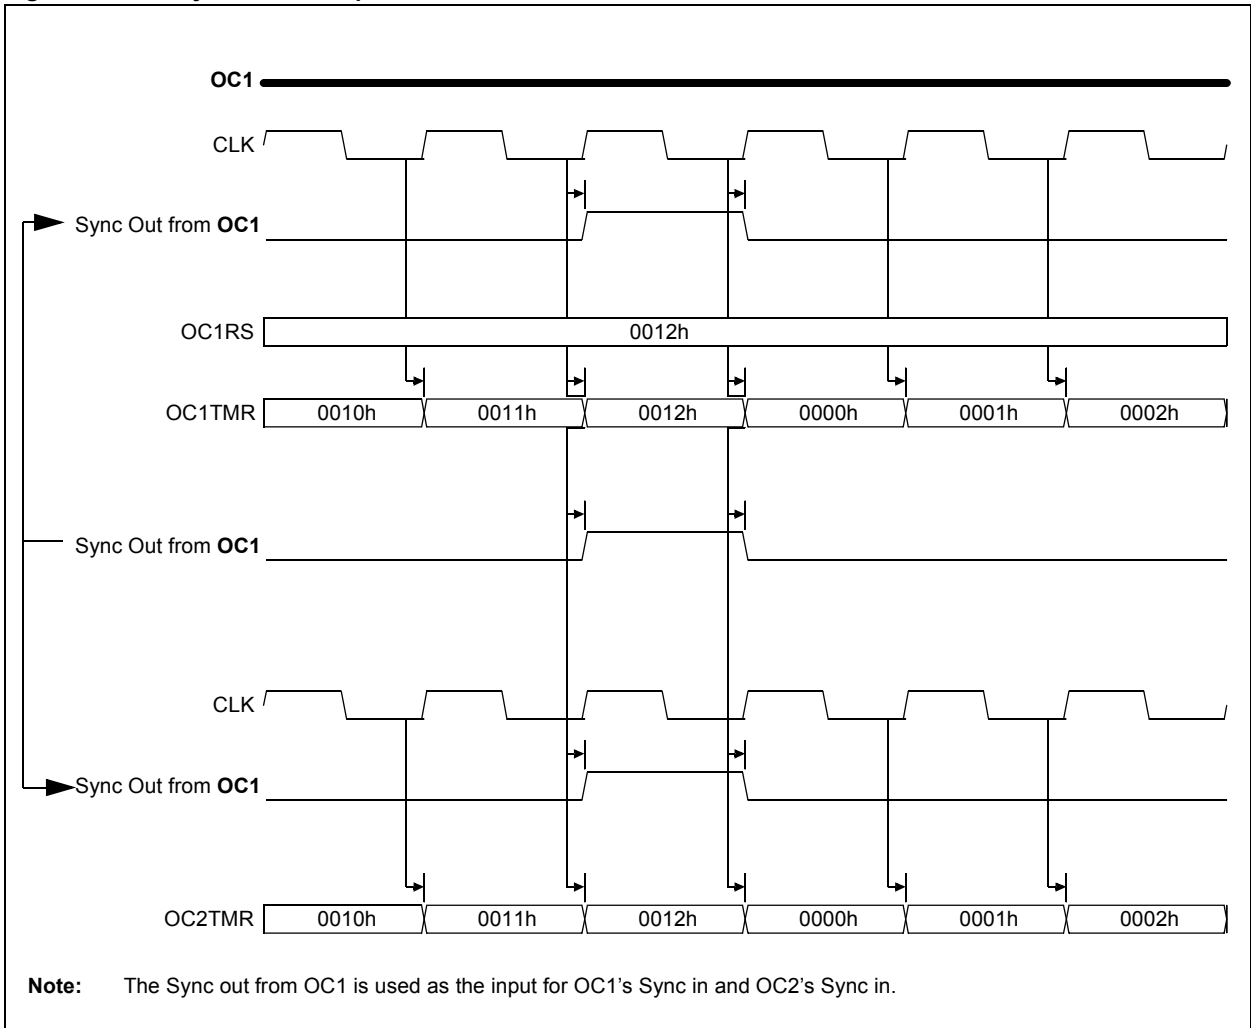 OC1
CLK
Sync Out from OC1
OC1RS 0012h
OC1TMR 0010h 0011h 0012h 0000h 0001h 0002h
Sync Out from OC1
CLK
Sync Out from OC1
OC2TMR 0010h 0011h 0012h 0000h 0001h 0002h
Note: The Sync out from OC1 is used as the input for OC1's Sync in and OC2's Sync in.